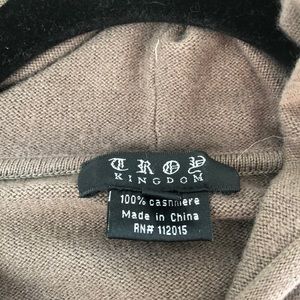 TROY
KINGDOM
100% cashmere
Made in China
RN# 112015